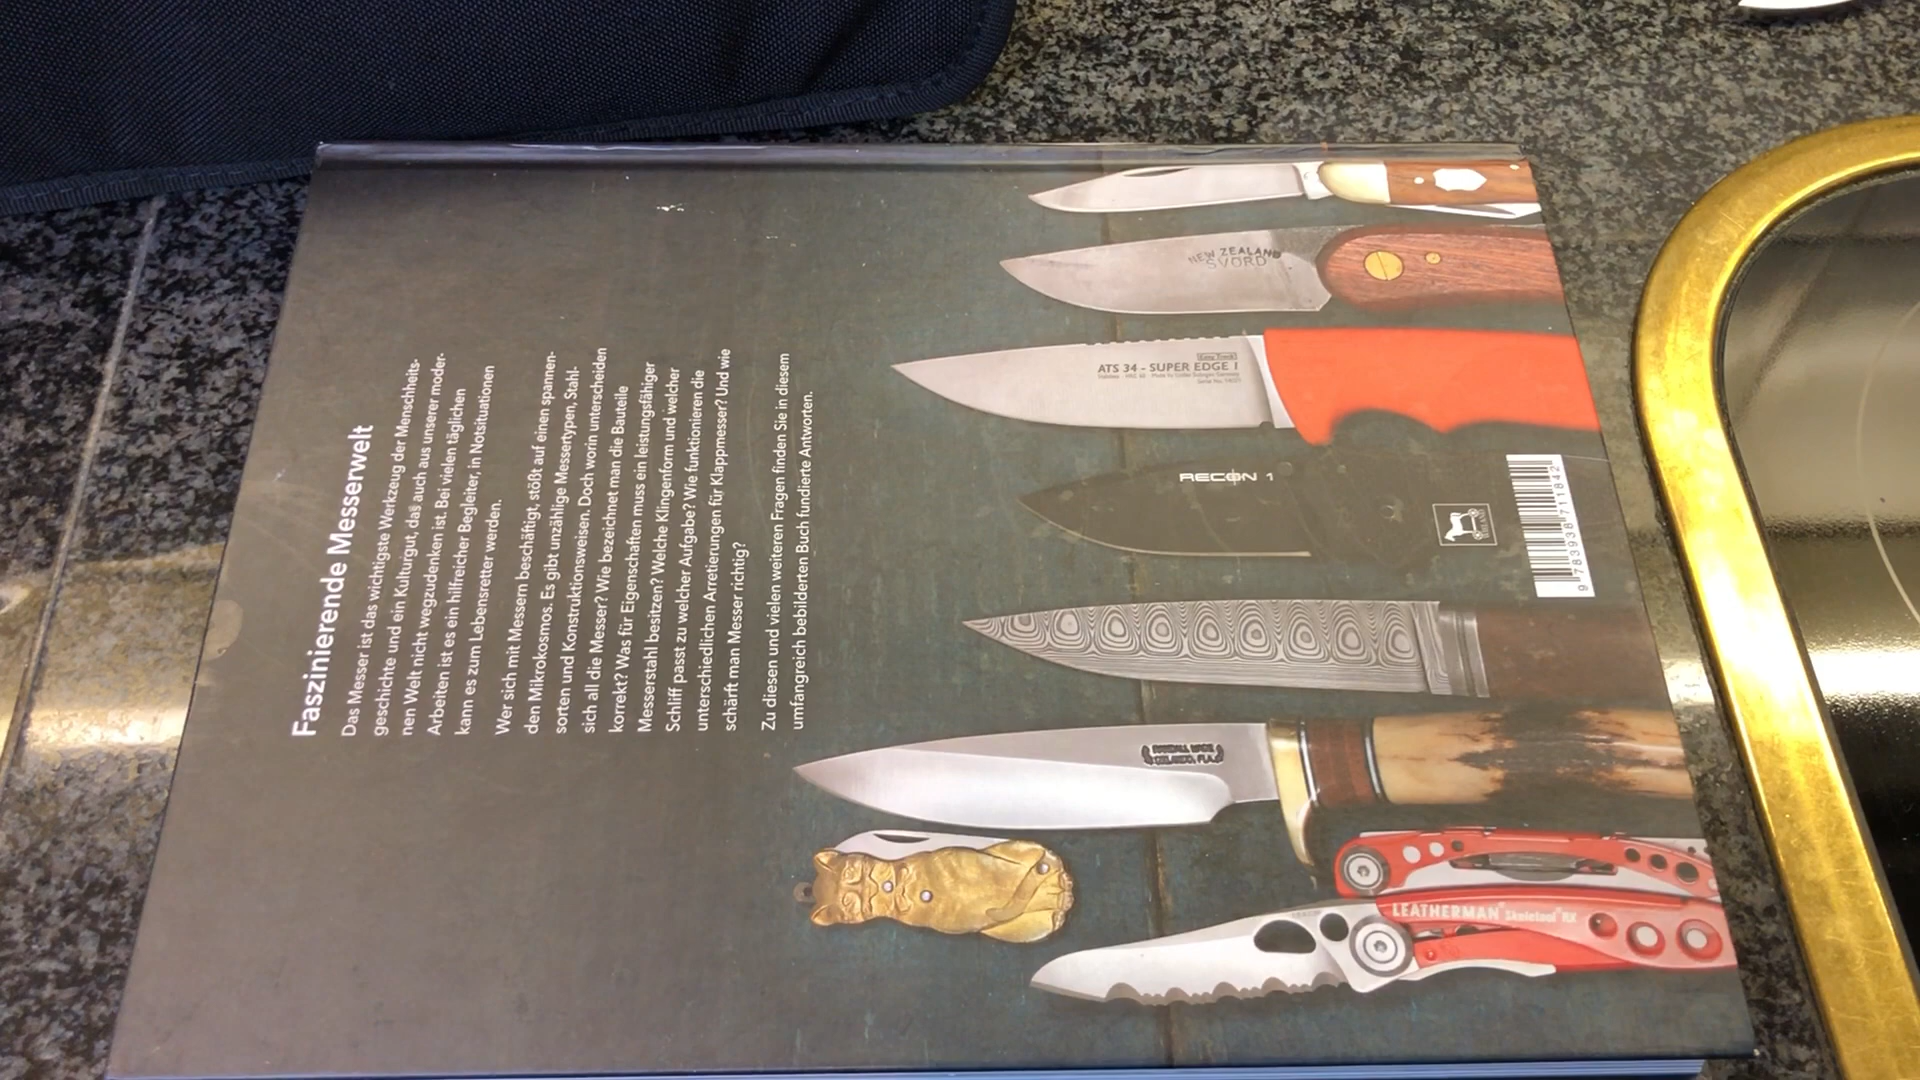 Faszinierende Messerwelt
Das Messer ist das wichtigste Werkzeug der Menschheits-
geschichte und ein Kulturgut, daß auch aus unserer moder-
nen Welt nicht wegzudenken ist. Bei vielen täglichen
Arbeiten ist es ein hilfreicher Begleiter, in Notsituationen
kann es zum Lebensretter werden.
Wer sich mit Messern beschäftigt, stößt auf einen spannen-
den Mikrokosmos. Es gibt unzählige Messertypen, Stahl-
sorten und Konstruktionsweisen. Doch worin unterscheiden
sich all die Messer? Wie bezeichnet man die Bauteile
korrekt? Was für Eigenschaften muss ein leistungsfähiger
Messerstahl besitzen? Welche Klingenform und welcher
Schliff passt zu welcher Aufgabe? Wie funktionieren die
unterschiedlichen Arretierungen für Klappmesser? Und wie
schärft man Messer richtig?
Zu diesen und vielen weiteren Fragen finden Sie in diesem
umfangreich bebilderten Buch fundierte Antworten.
NEW ZEALAND
SVORD
ATS 34 - SUPER EDGE I
RECON 1
WIELAND
9 783938 711842
RANDALL MADE
ORLANDO, FLA.
LEATHERMAN® Skeletool® RX